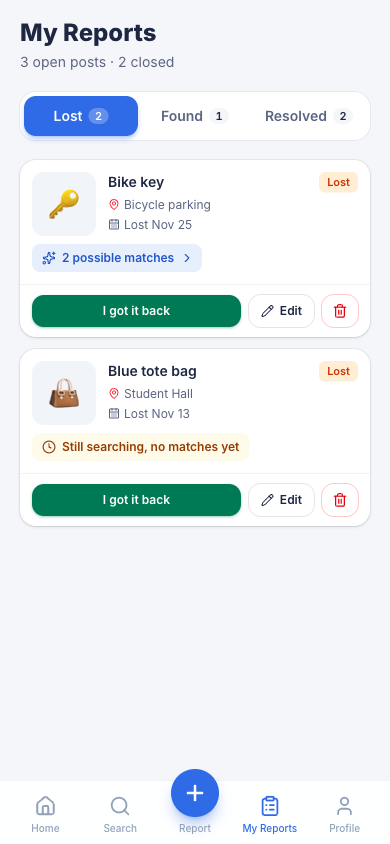 My Reports
3 open posts · 2 closed
Lost 2 Found 1 Resolved 2
Bike key Lost
Bicycle parking
Lost Nov 25
2 possible matches
I got it back Edit
Blue tote bag Lost
Student Hall
Lost Nov 13
Still searching, no matches yet
I got it back Edit
Home Search Report My Reports Profile